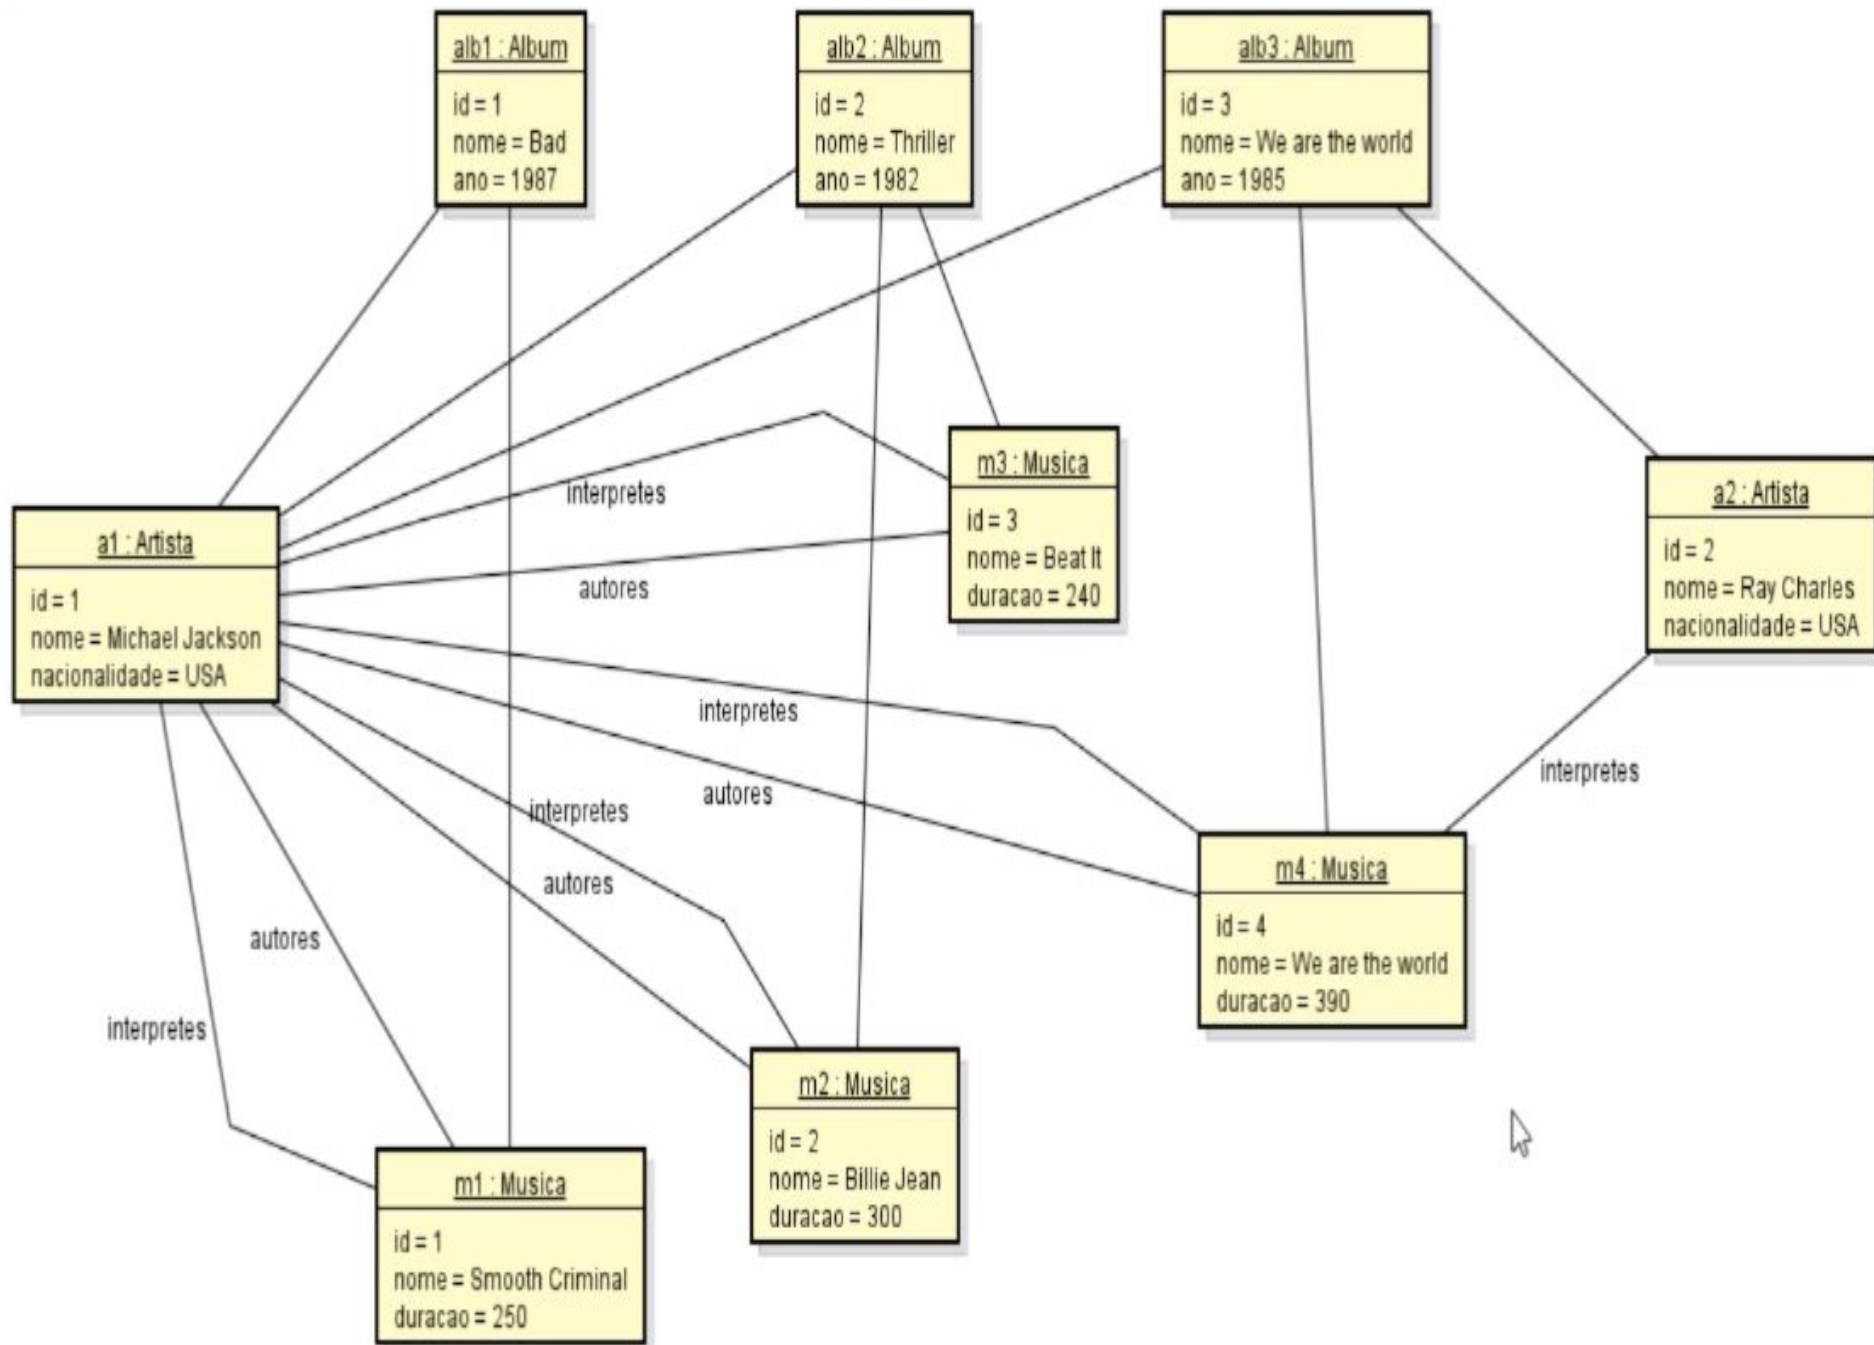 alb1 : Album
id = 1
nome = Bad
ano = 1987
alb2 : Album
id = 2
nome = Thriller
ano = 1982
alb3 : Album
id = 3
nome = We are the world
ano = 1985
interpretes
m3 : Musica
id = 3
nome = Beat It
duracao = 240
a2 : Artista
id = 2
nome = Ray Charles
nacionalidade = USA
a1 : Artista
id = 1
nome = Michael Jackson
nacionalidade = USA
autores
interpretes
autores
interpretes
interpretes
autores
autores
interpretes
m4 : Musica
id = 4
nome = We are the world
duracao = 390
m2 : Musica
id = 2
nome = Billie Jean
duracao = 300
m1 : Musica
id = 1
nome = Smooth Criminal
duracao = 250